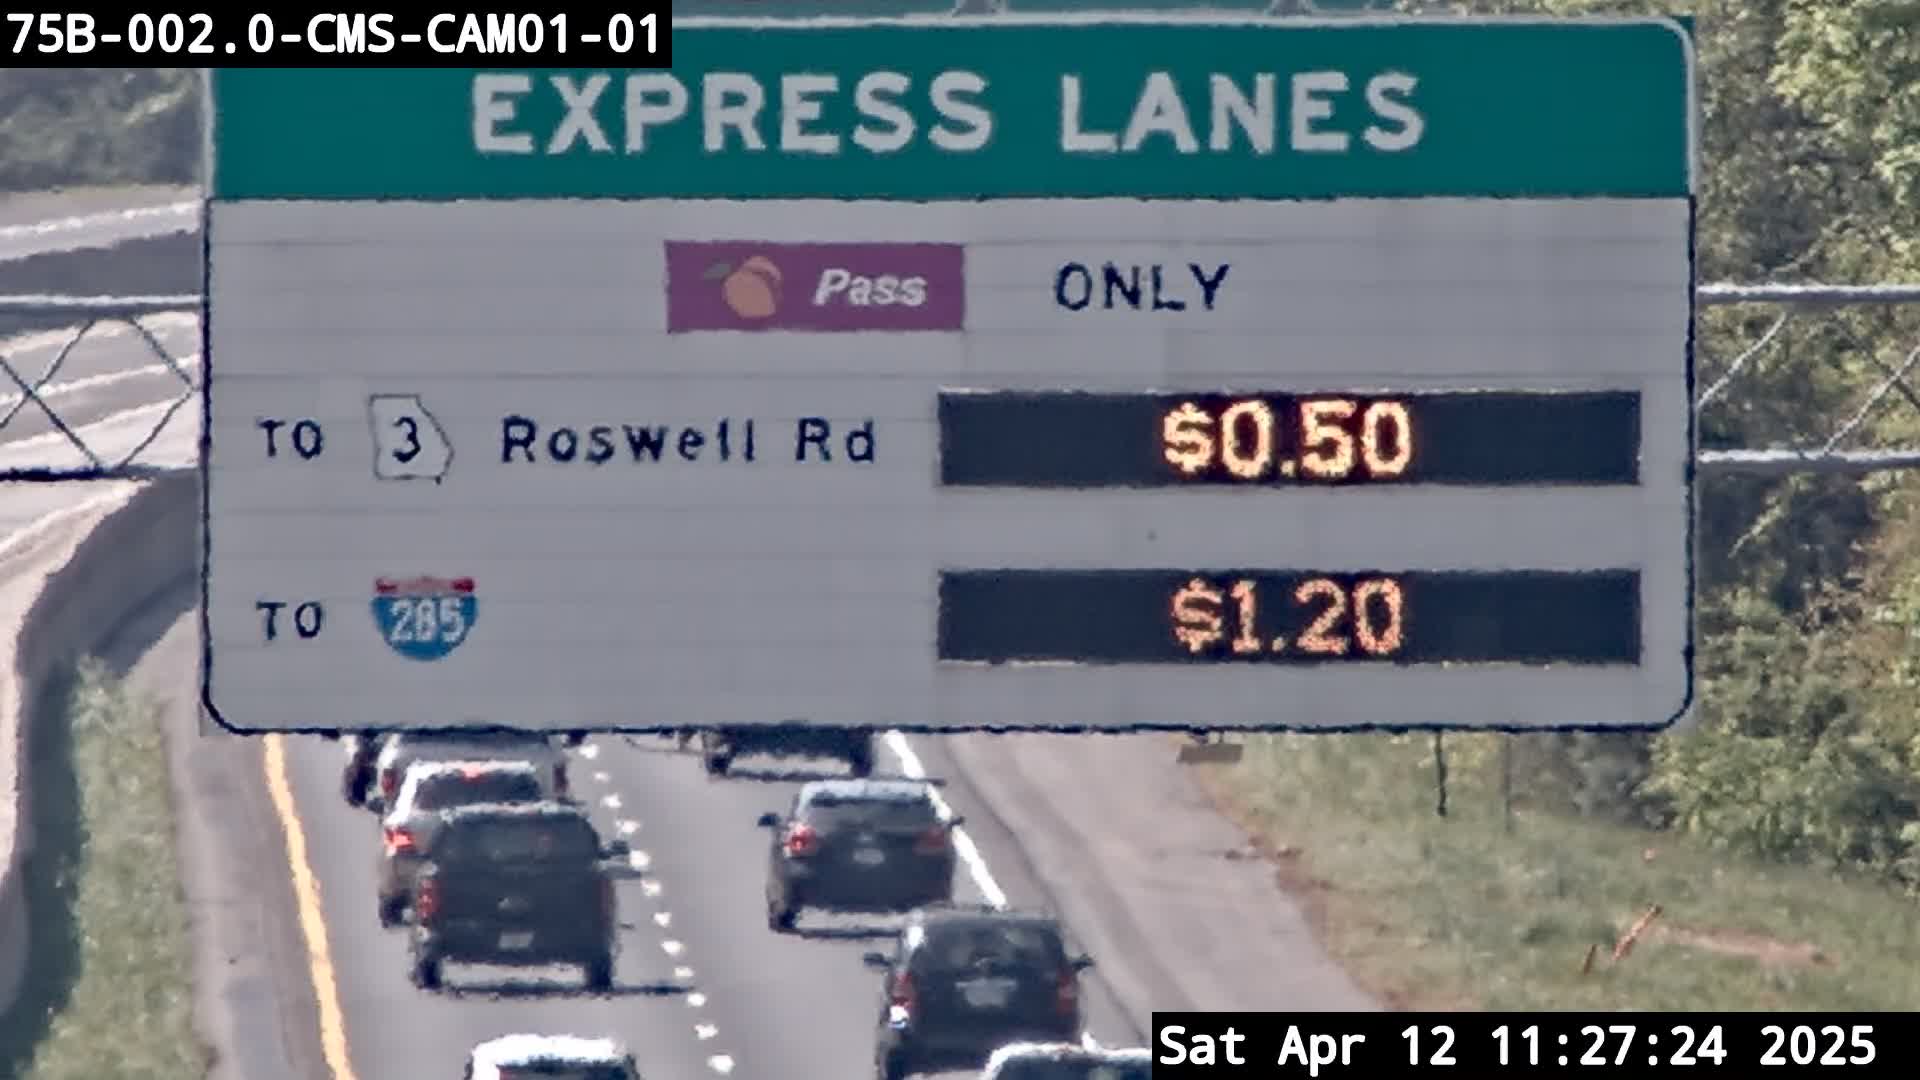 75B-002.0-CMS-CAM01-01
EXPRESS LANES
Pass ONLY
TO 3 Roswell Rd $0.50
TO 285 $1.20
Sat Apr 12 11:27:24 2025